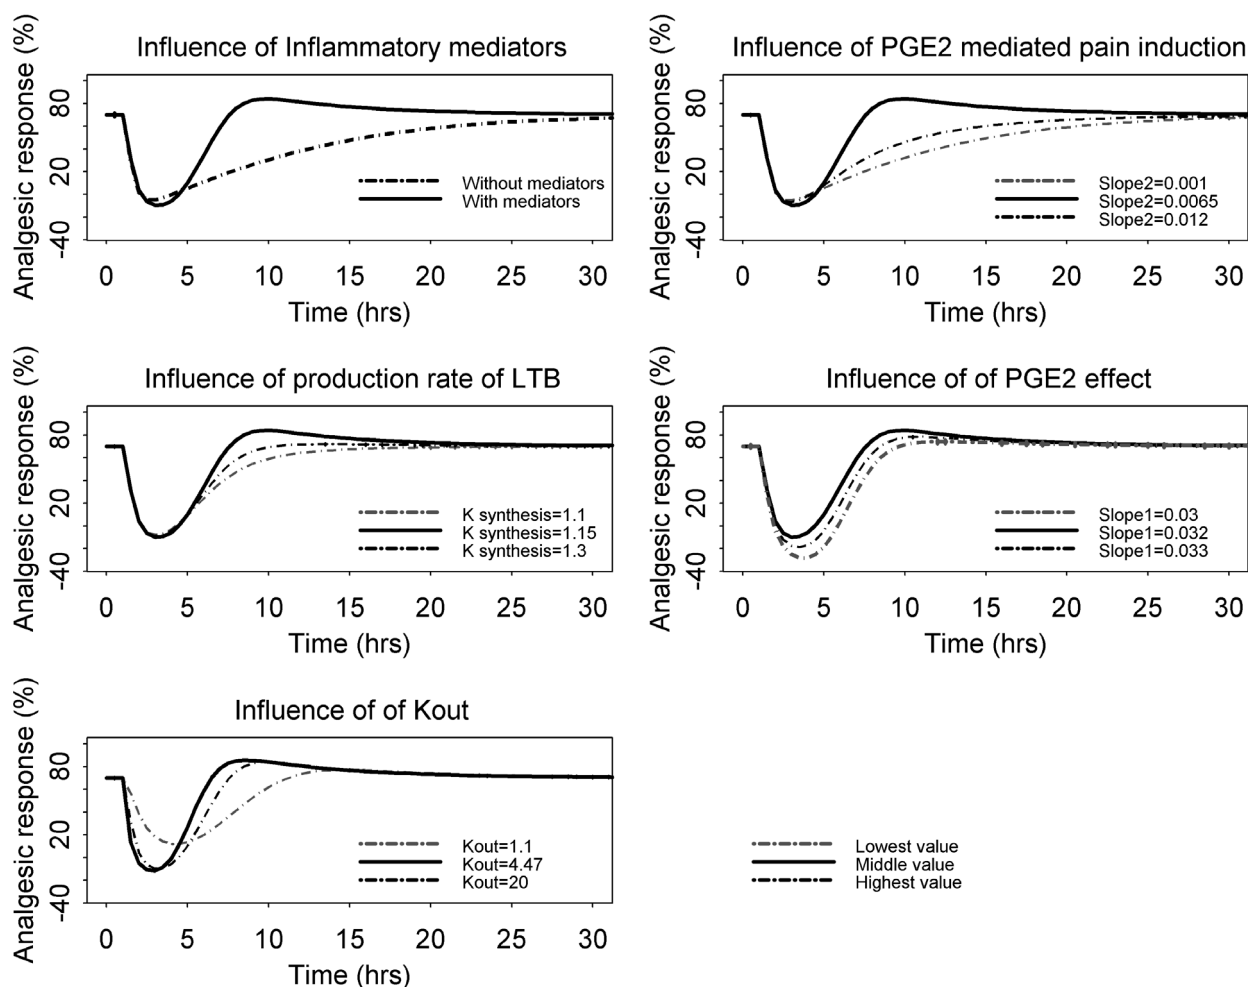 Influence of Inflammatory mediators
Analgesic response (%)
80
20
-40
Without mediators
With mediators
0 5 10 15 20 25 30
Time (hrs)
Influence of PGE2 mediated pain induction
Analgesic response (%)
80
20
-40
Slope2=0.001
Slope2=0.0065
Slope2=0.012
0 5 10 15 20 25 30
Time (hrs)
Influence of production rate of LTB
Analgesic response (%)
80
20
-40
K synthesis=1.1
K synthesis=1.15
K synthesis=1.3
0 5 10 15 20 25 30
Time (hrs)
Influence of of PGE2 effect
Analgesic response (%)
80
20
-40
Slope1=0.03
Slope1=0.032
Slope1=0.033
0 5 10 15 20 25 30
Time (hrs)
Influence of of Kout
Analgesic response (%)
80
20
-40
Kout=1.1
Kout=4.47
Kout=20
0 5 10 15 20 25 30
Time (hrs)
Lowest value
Middle value
Highest value